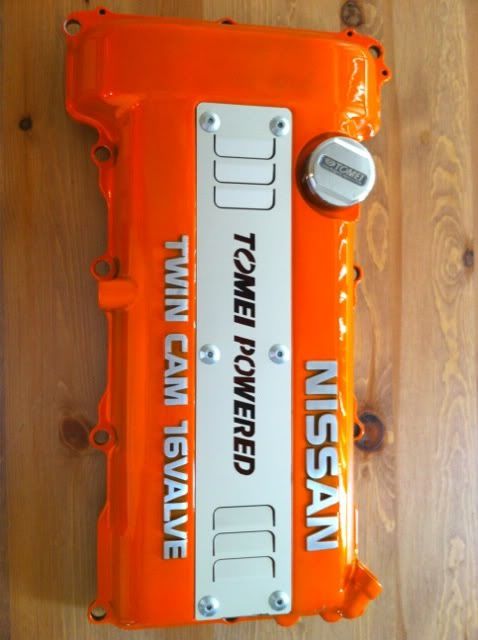 NISSAN
TOMEI POWERED
TWIN CAM 16VALVE
TOMEI